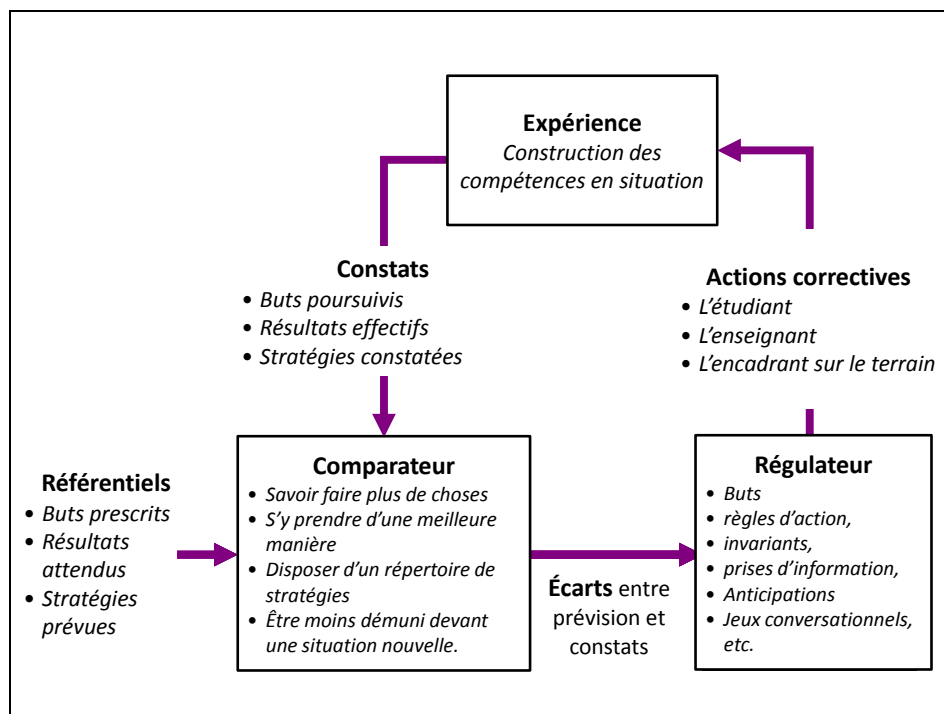 Expérience
Construction des
compétences en situation
Constats
• Buts poursuivis
• Résultats effectifs
• Stratégies constatées
Actions correctives
• L’étudiant
• L’enseignant
• L’encadrant sur le terrain
Référentiels
• Buts prescrits
• Résultats
attendus
• Stratégies
prévues
Comparateur
• Savoir faire plus de choses
• S’y prendre d’une meilleure
manière
• Disposer d’un répertoire de
stratégies
• Être moins démuni devant
une situation nouvelle.
Écarts entre
prévision et
constats
Régulateur
• Buts
• règles d’action,
• invariants,
• prises d’information,
• Anticipations
• Jeux conversationnels,
etc.